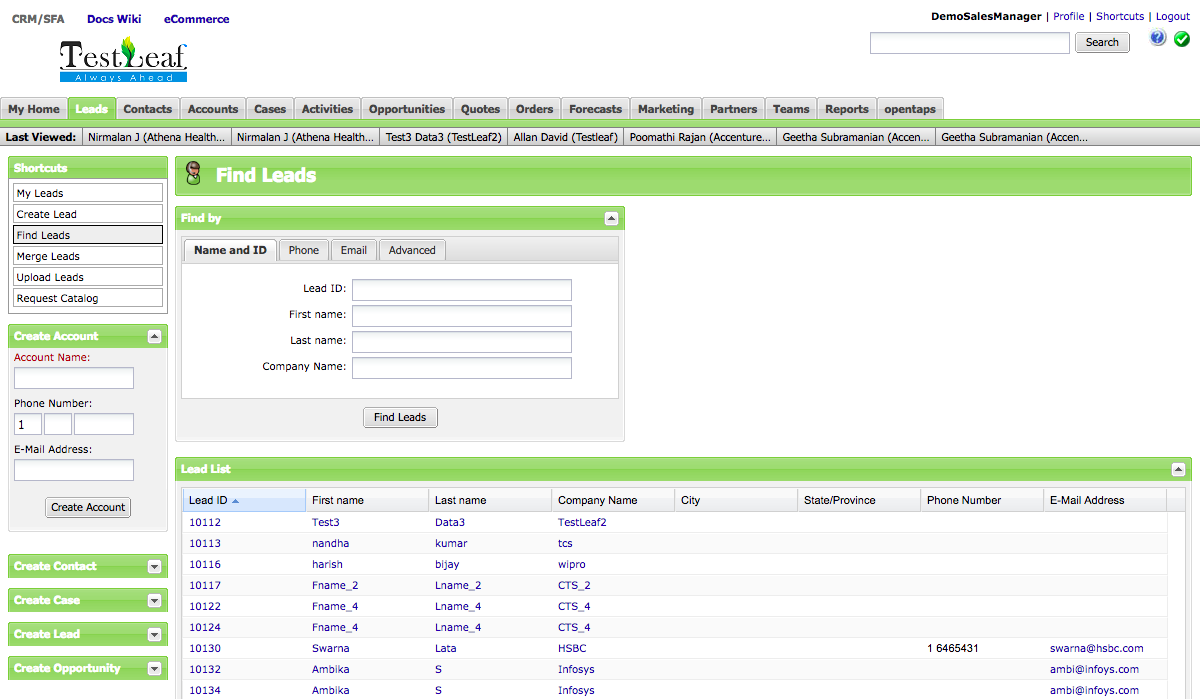 CRM/SFA Docs Wiki eCommerce
DemoSalesManager | Profile | Shortcuts | Logout
Search
TestLeaf
Always Ahead
My Home Leads Contacts Accounts Cases Activities Opportunities Quotes Orders Forecasts Marketing Partners Teams Reports opentaps
Last Viewed: Nirmalan J (Athena Health... Nirmalan J (Athena Health... Test3 Data3 (TestLeaf2) Allan David (Testleaf) Poomathi Rajan (Accenture... Geetha Subramanian (Accen... Geetha Subramanian (Accen...
Shortcuts
My Leads
Create Lead
Find Leads
Merge Leads
Upload Leads
Request Catalog
Create Account
Account Name:
Phone Number:
1
E-Mail Address:
Create Account
Create Contact
Create Case
Create Lead
Create Opportunity
Find Leads
Find by
Name and ID Phone Email Advanced
Lead ID:
First name:
Last name:
Company Name:
Find Leads
Lead List
Lead ID First name Last name Company Name City State/Province Phone Number E-Mail Address
10112 Test3 Data3 TestLeaf2
10113 nandha kumar tcs
10116 harish bijay wipro
10117 Fname_2 Lname_2 CTS_2
10122 Fname_4 Lname_4 CTS_4
10124 Fname_4 Lname_4 CTS_4
10130 Swarna Lata HSBC 1 6465431 swarna@hsbc.com
10132 Ambika S Infosys ambi@infoys.com
10134 Ambika S Infosys ambi@infoys.com